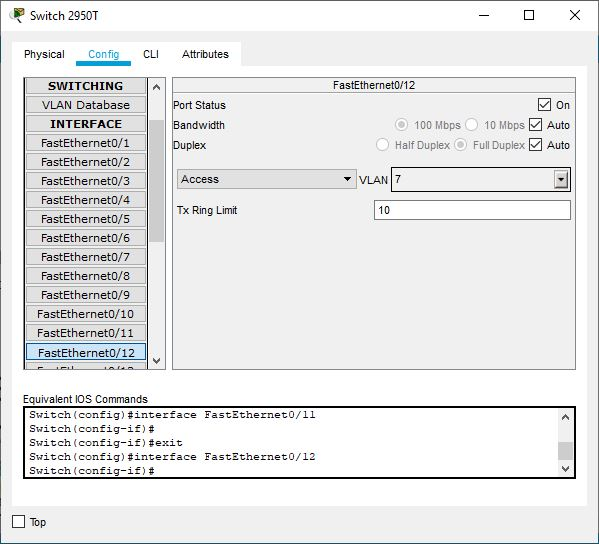 Switch 2950T
Physical Config CLI Attributes
SWITCHING
VLAN Database
INTERFACE
FastEthernet0/1
FastEthernet0/2
FastEthernet0/3
FastEthernet0/4
FastEthernet0/5
FastEthernet0/6
FastEthernet0/7
FastEthernet0/8
FastEthernet0/9
FastEthernet0/10
FastEthernet0/11
FastEthernet0/12
FastEthernet0/12
Port Status On
Bandwidth 100 Mbps 10 Mbps Auto
Duplex Half Duplex Full Duplex Auto
Access VLAN 7
Tx Ring Limit 10
Equivalent IOS Commands
Switch(config)#interface FastEthernet0/11
Switch(config-if)#
Switch(config-if)#exit
Switch(config)#interface FastEthernet0/12
Switch(config-if)#
Top